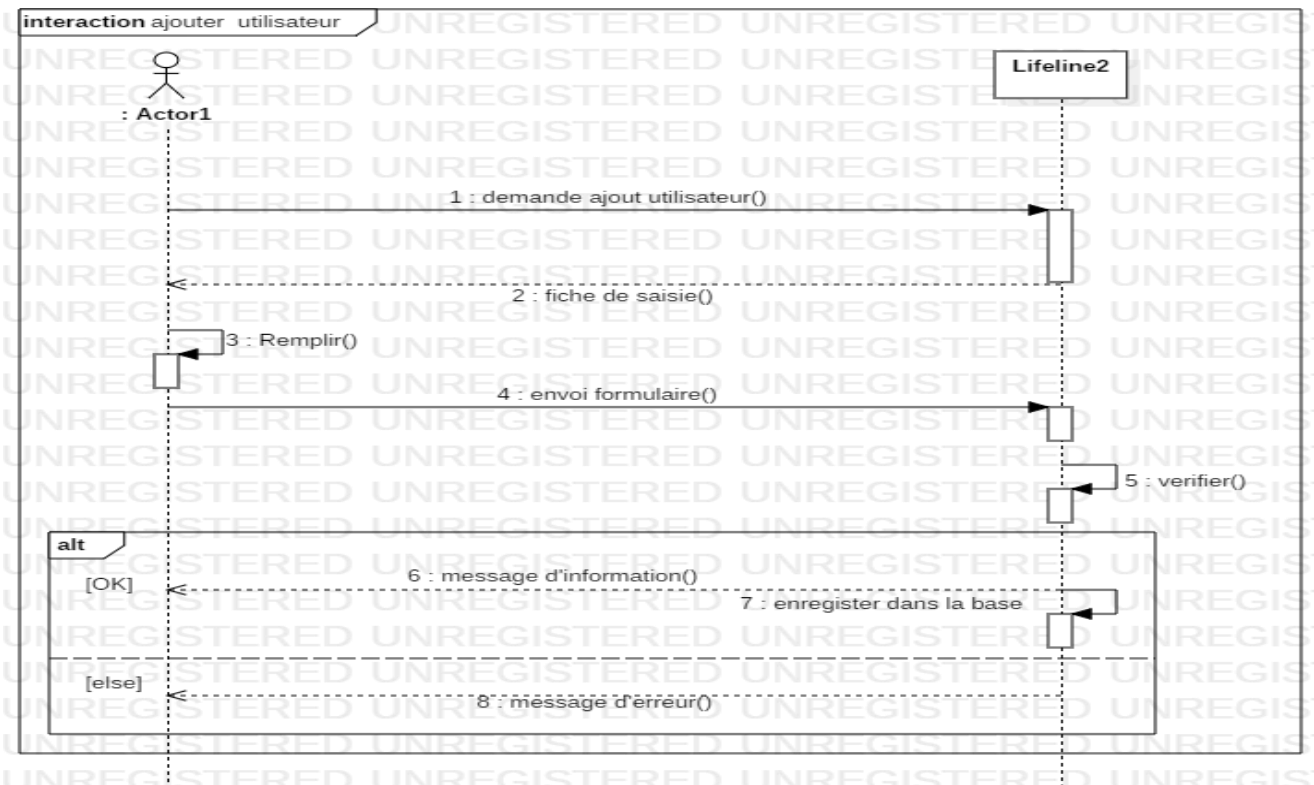 interaction ajouter utilisateur
: Actor1
Lifeline2
1 : demande ajout utilisateur()
2 : fiche de saisie()
3 : Remplir()
4 : envoi formulaire()
5 : verifier()
alt
[OK]
6 : message d'information()
7 : enregister dans la base
[else]
8 : message d'erreur()
UNREGISTERED